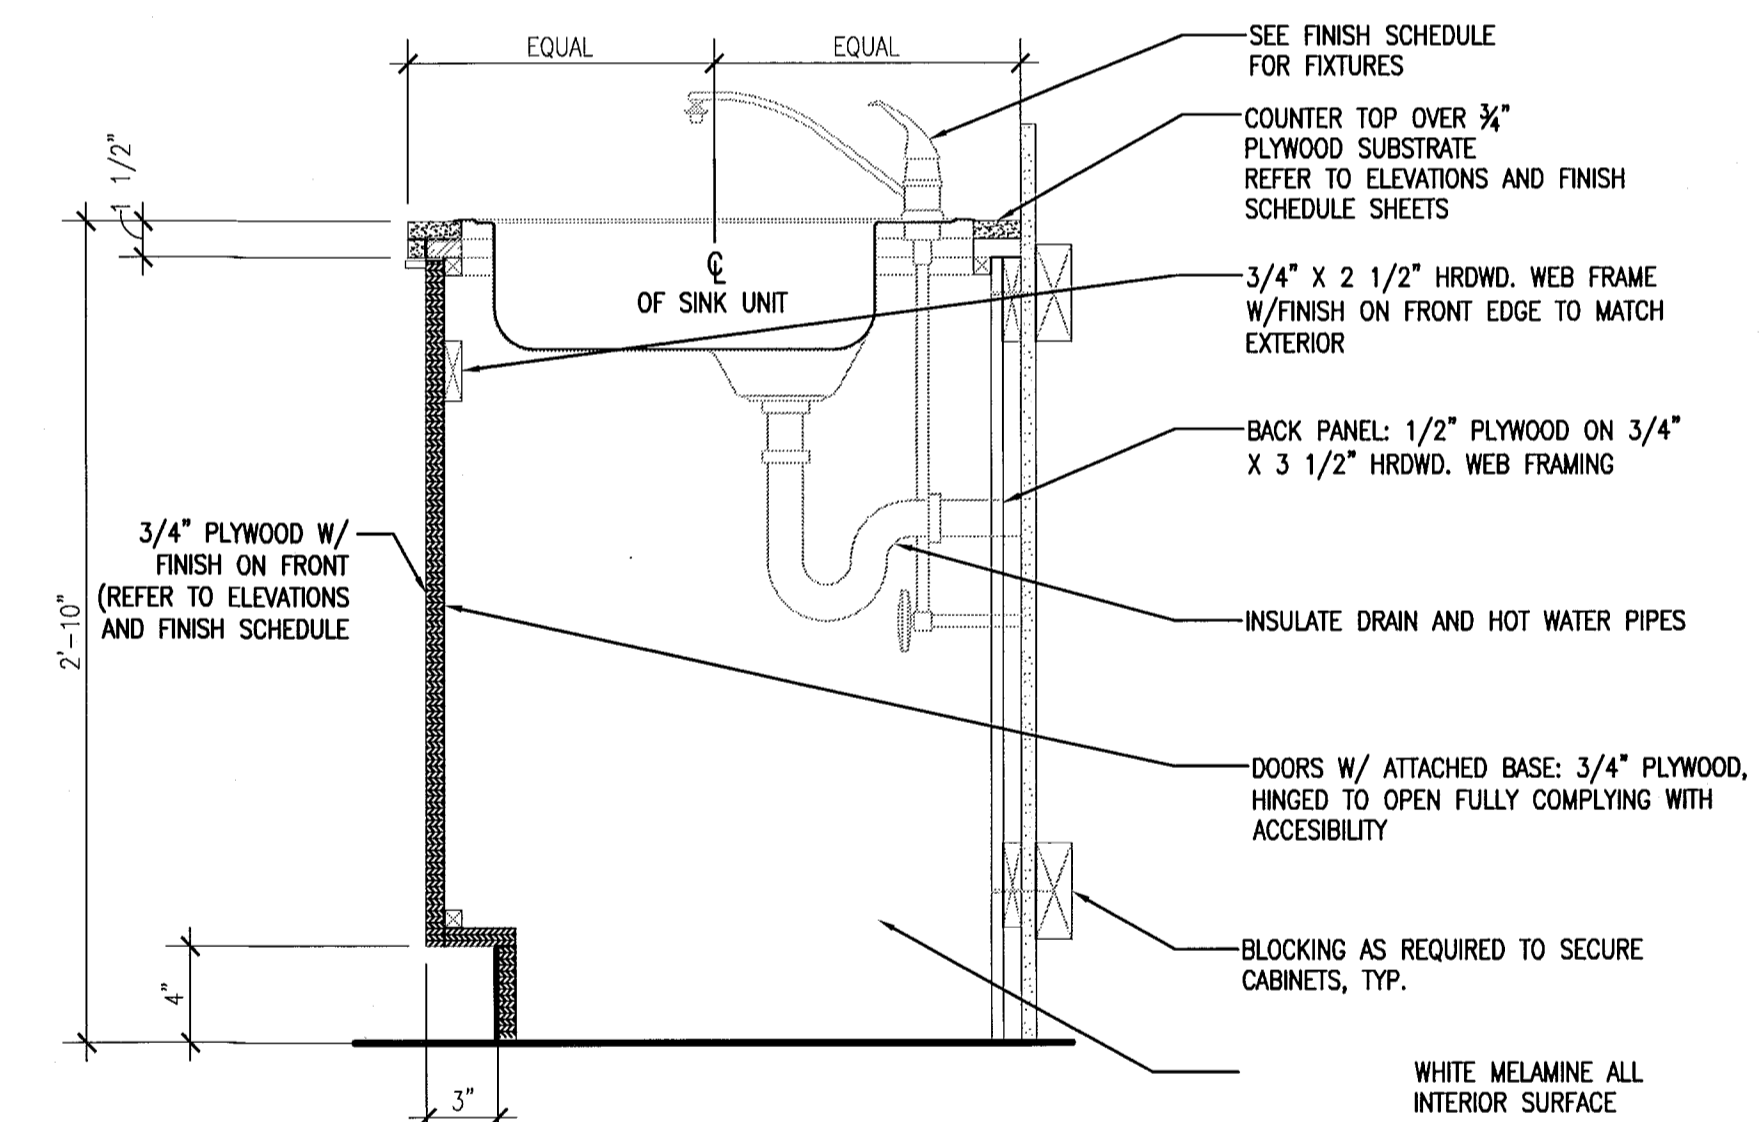 EQUAL
EQUAL
SEE FINISH SCHEDULE
FOR FIXTURES
COUNTER TOP OVER ¾"
PLYWOOD SUBSTRATE
REFER TO ELEVATIONS AND FINISH
SCHEDULE SHEETS
1 1/2"
℄
OF SINK UNIT
3/4" X 2 1/2" HRDWD. WEB FRAME
W/FINISH ON FRONT EDGE TO MATCH
EXTERIOR
BACK PANEL: 1/2" PLYWOOD ON 3/4"
X 3 1/2" HRDWD. WEB FRAMING
3/4" PLYWOOD W/
FINISH ON FRONT
(REFER TO ELEVATIONS
AND FINISH SCHEDULE
2'-10"
INSULATE DRAIN AND HOT WATER PIPES
DOORS W/ ATTACHED BASE: 3/4" PLYWOOD,
HINGED TO OPEN FULLY COMPLYING WITH
ACCESIBILITY
BLOCKING AS REQUIRED TO SECURE
CABINETS, TYP.
4"
3"
WHITE MELAMINE ALL
INTERIOR SURFACE